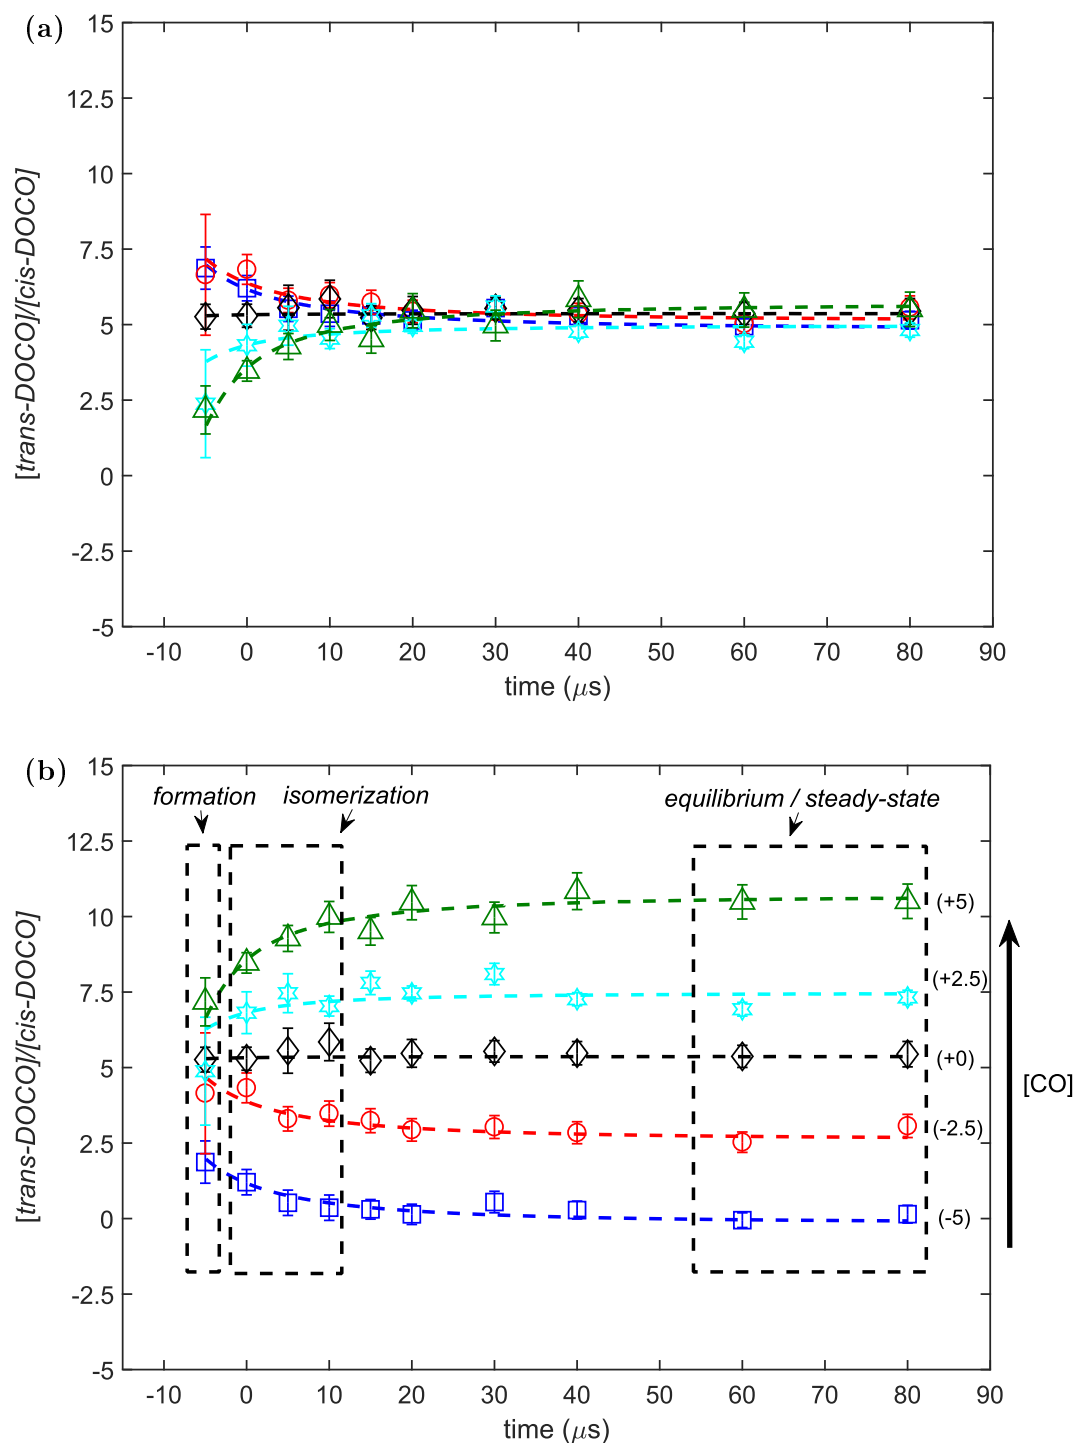 (a)
15
12.5
10
7.5
5
2.5
0
-2.5
-5
[trans-DOCO]/[cis-DOCO]
-10 0 10 20 30 40 50 60 70 80 90
time (μs)
(b)
15
12.5
10
7.5
5
2.5
0
-2.5
-5
[trans-DOCO]/[cis-DOCO]
formation
isomerization
equilibrium / steady-state
(+5)
(+2.5)
(+0)
(-2.5)
(-5)
[CO]
-10 0 10 20 30 40 50 60 70 80 90
time (μs)